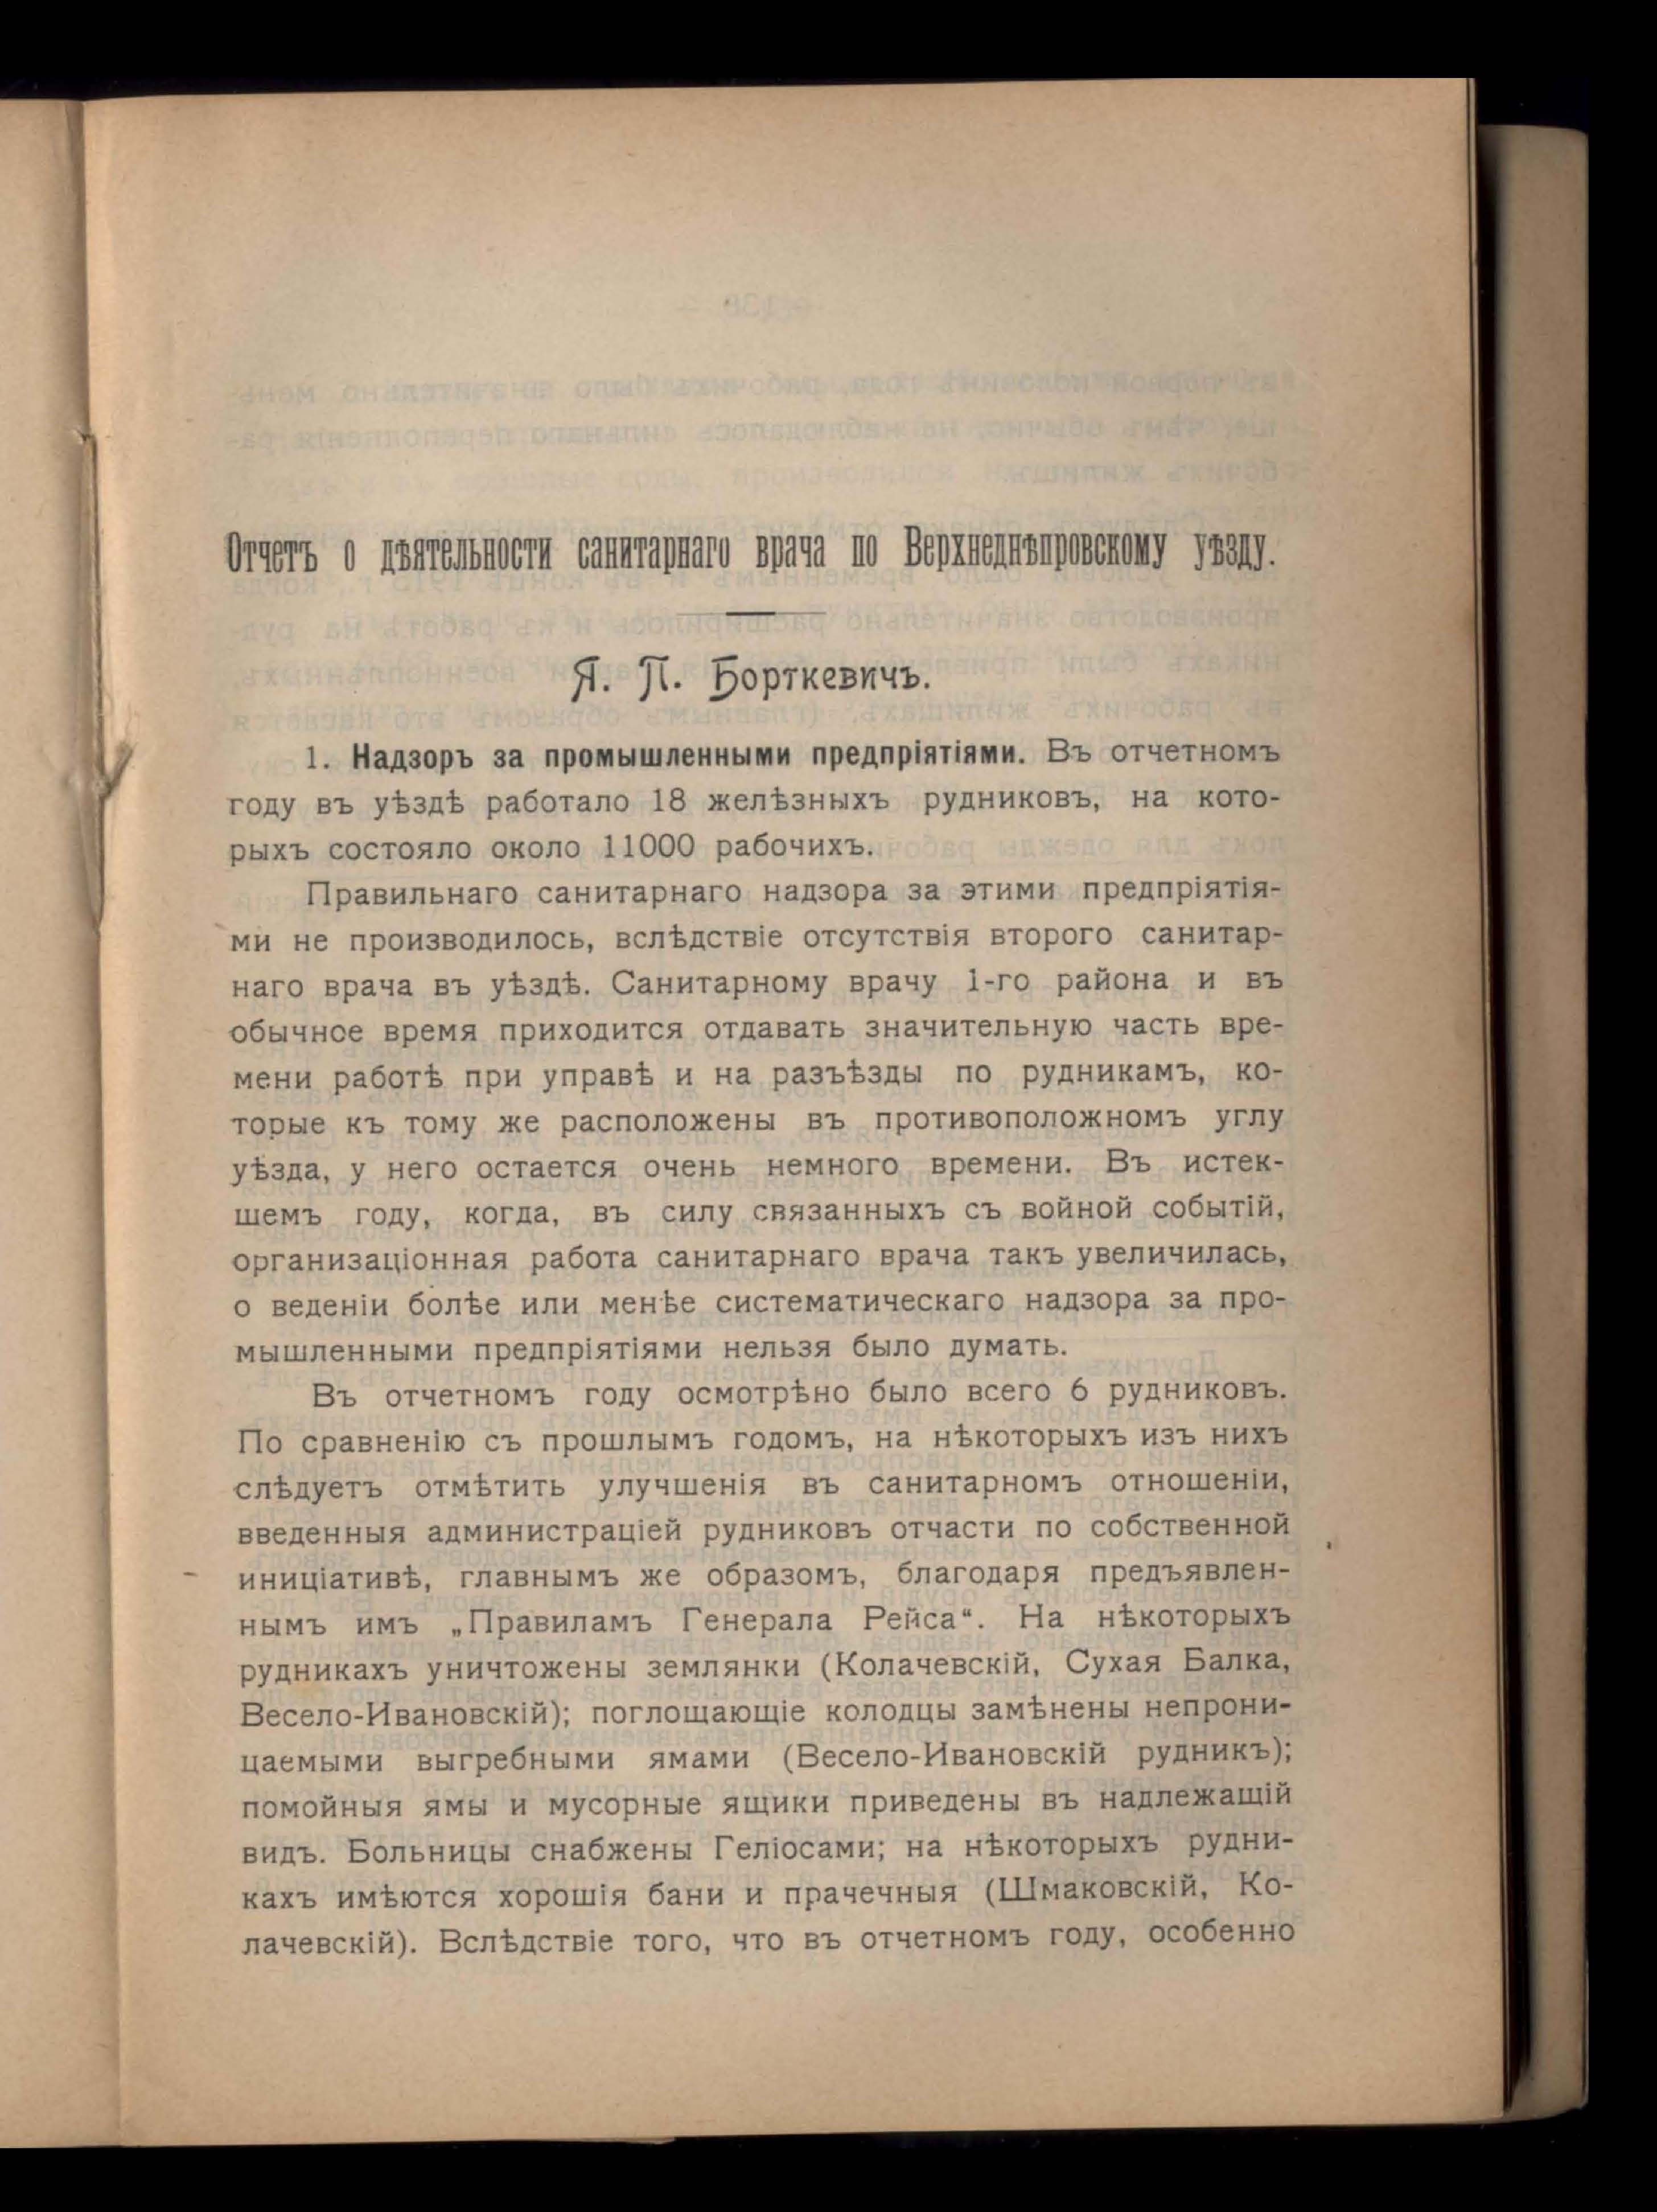 Отчетъ о дѣятельности санитарнаго врача по Верхнеднѣпровскому уѣзду.
Я. П. Борткевичъ.
1. Надзоръ за промышленными предпріятіями. Въ отчетномъ
году въ уѣздѣ работало 18 желѣзныхъ рудниковъ, на кото-
рыхъ состояло около 11000 рабочихъ.
Правильнаго санитарнаго надзора за этими предпріятія-
ми не производилось, вслѣдствіе отсутствія второго санитар-
наго врача въ уѣздѣ. Санитарному врачу 1-го района и въ
обычное время приходится отдавать значительную часть вре-
мени работѣ при управѣ и на разъѣзды по рудникамъ, ко-
торые къ тому же расположены въ противоположномъ углу
уѣзда, у него остается очень немного времени. Въ истек-
шемъ году, когда, въ силу связанныхъ съ войной событій,
организаціонная работа санитарнаго врача такъ увеличилась,
о веденіи болѣе или менѣе систематическаго надзора за про-
мышленными предпріятіями нельзя было думать.
Въ отчетномъ году осмотрѣно было всего 6 рудниковъ.
По сравненію съ прошлымъ годомъ, на нѣкоторыхъ изъ нихъ
слѣдуетъ отмѣтить улучшенія въ санитарномъ отношеніи,
введенныя администраціей рудниковъ отчасти по собственной
иниціативѣ, главнымъ же образомъ, благодаря предъявлен-
нымъ имъ „Правиламъ Генерала Рейса“. На нѣкоторыхъ
рудникахъ уничтожены землянки (Колачевскій, Сухая Балка,
Весело-Ивановскій); поглощающіе колодцы замѣнены непрони-
цаемыми выгребными ямами (Весело-Ивановскій рудникъ);
помойныя ямы и мусорные ящики приведены въ надлежащій
видъ. Больницы снабжены Геліосами; на нѣкоторыхъ рудни-
кахъ имѣются хорошія бани и прачечныя (Шмаковскій, Ко-
лачевскій). Вслѣдствіе того, что въ отчетномъ году, особенно